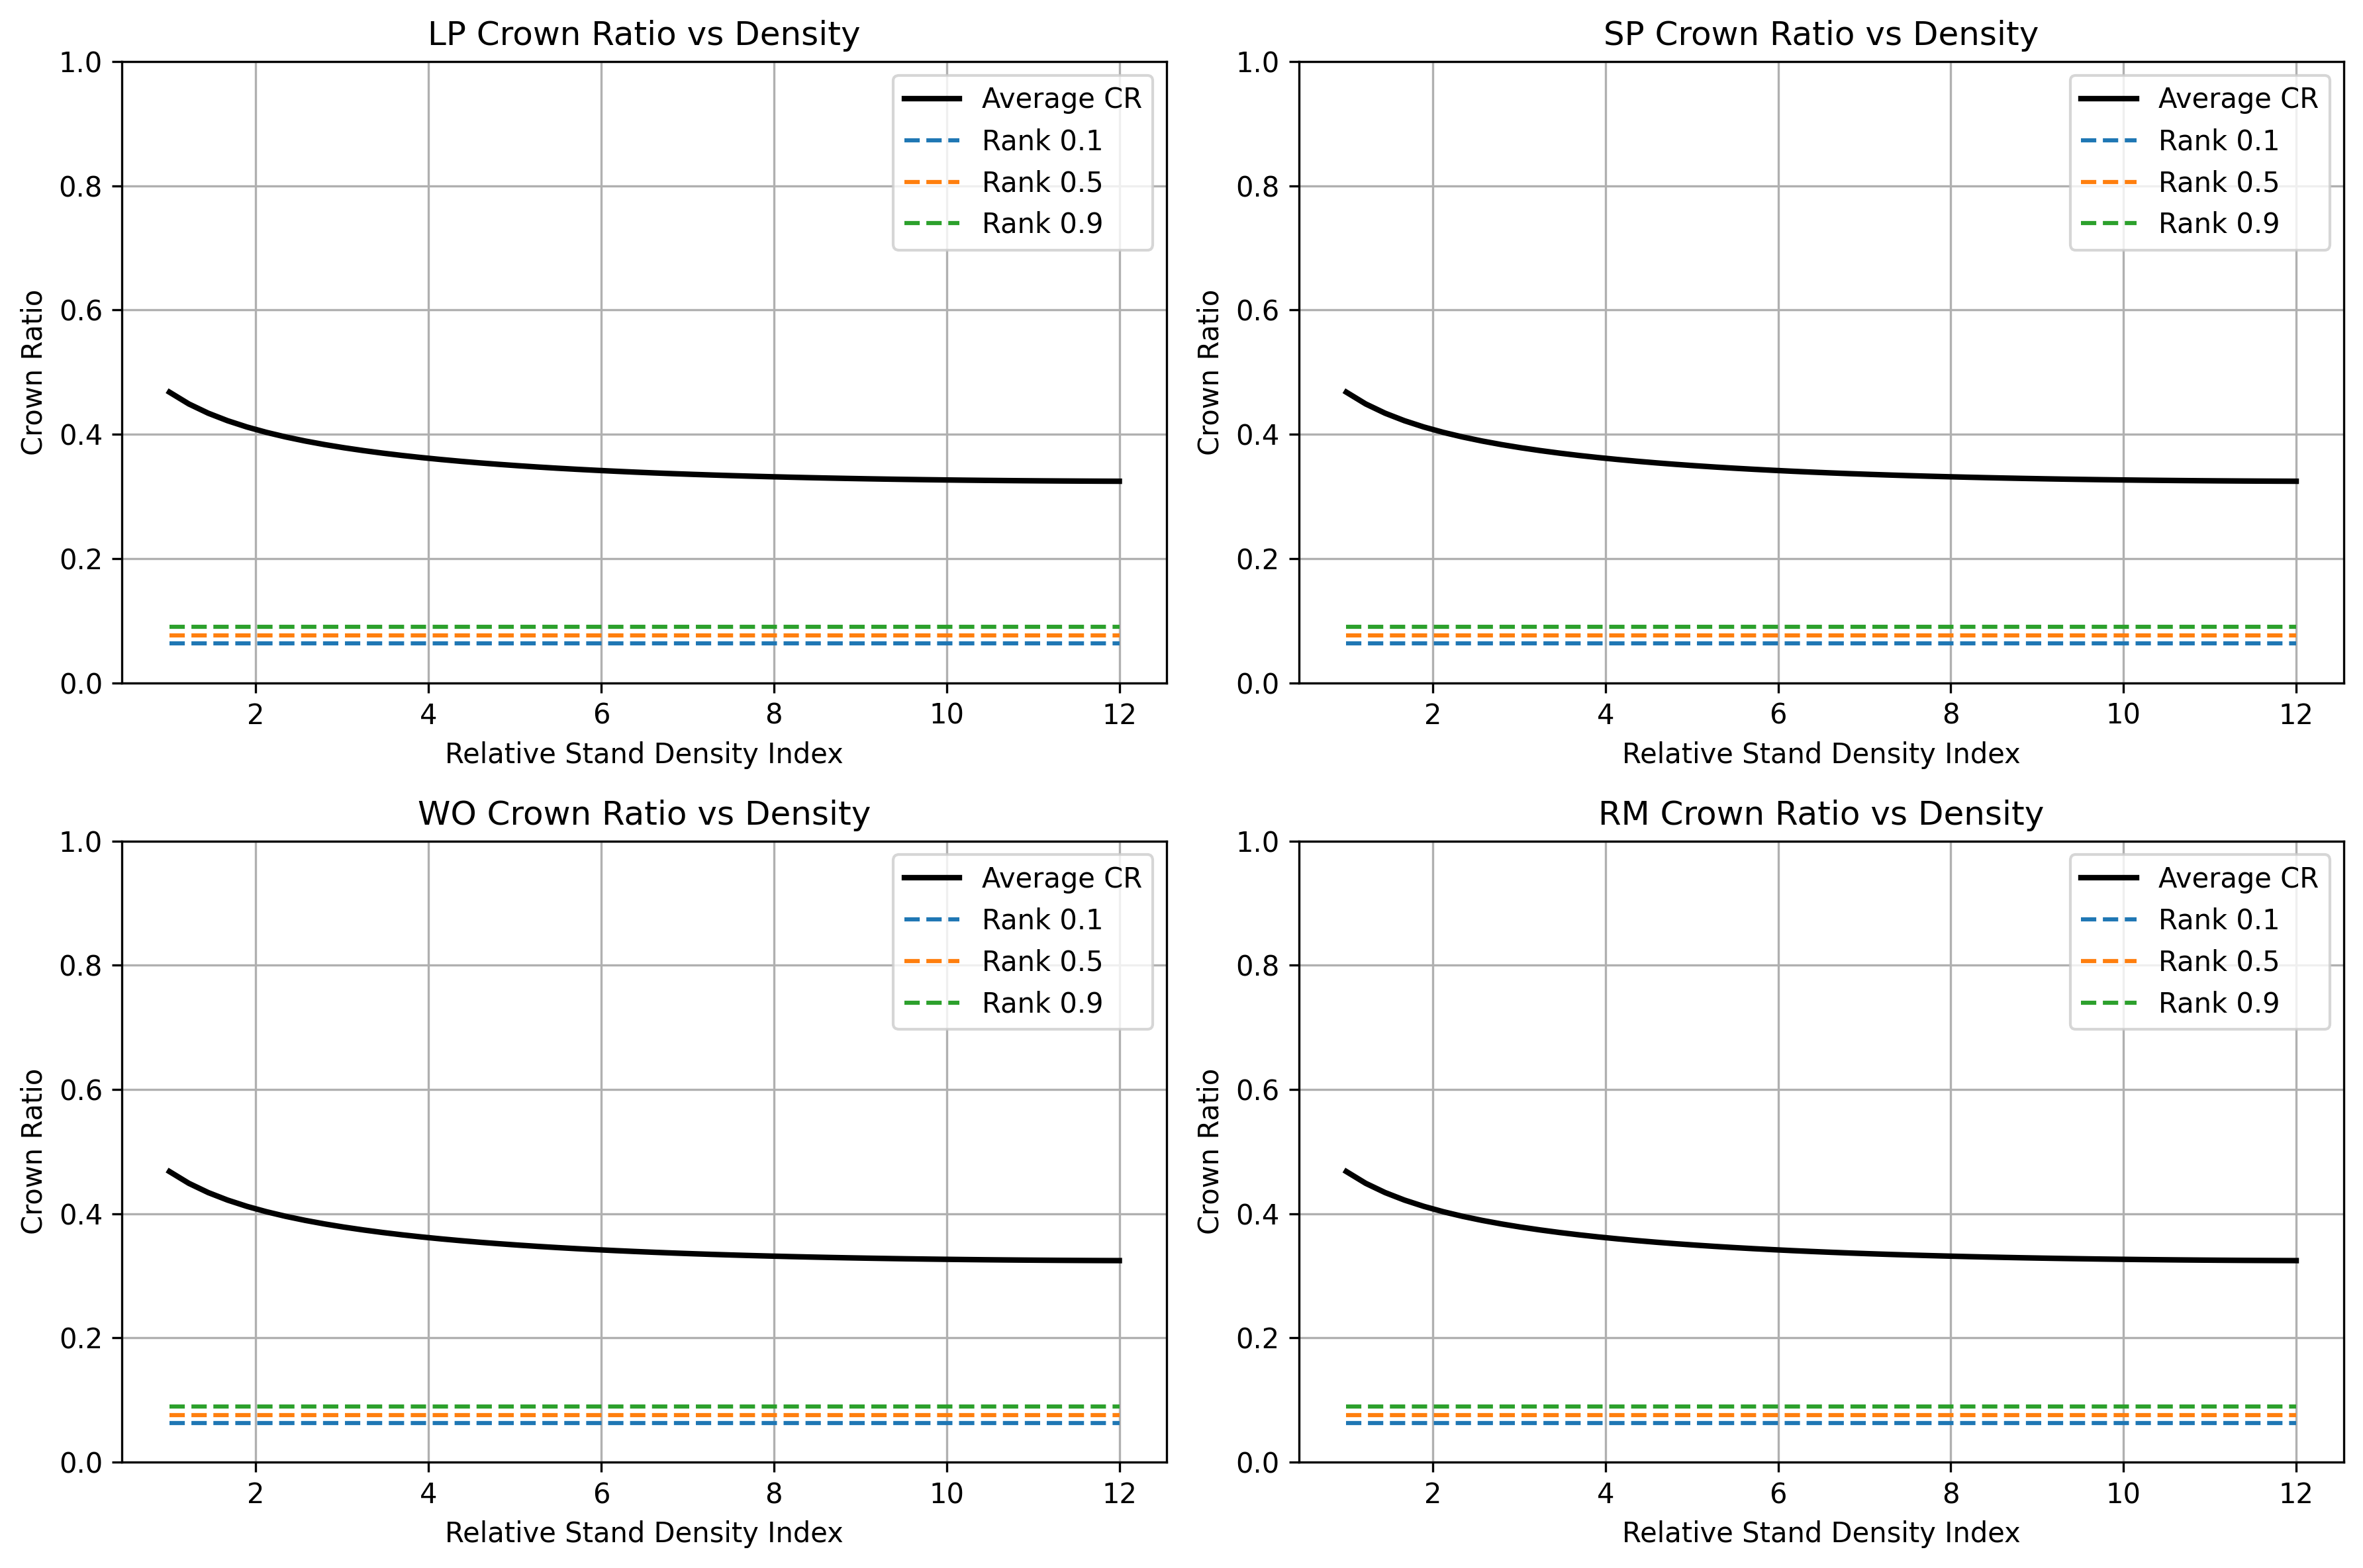 LP Crown Ratio vs Density
1.0
0.8
0.6
0.4
0.2
0.0
Crown Ratio
Average CR
Rank 0.1
Rank 0.5
Rank 0.9
2 4 6 8 10 12
Relative Stand Density Index
SP Crown Ratio vs Density
1.0
0.8
0.6
0.4
0.2
0.0
Crown Ratio
Average CR
Rank 0.1
Rank 0.5
Rank 0.9
2 4 6 8 10 12
Relative Stand Density Index
WO Crown Ratio vs Density
1.0
0.8
0.6
0.4
0.2
0.0
Crown Ratio
Average CR
Rank 0.1
Rank 0.5
Rank 0.9
2 4 6 8 10 12
Relative Stand Density Index
RM Crown Ratio vs Density
1.0
0.8
0.6
0.4
0.2
0.0
Crown Ratio
Average CR
Rank 0.1
Rank 0.5
Rank 0.9
2 4 6 8 10 12
Relative Stand Density Index